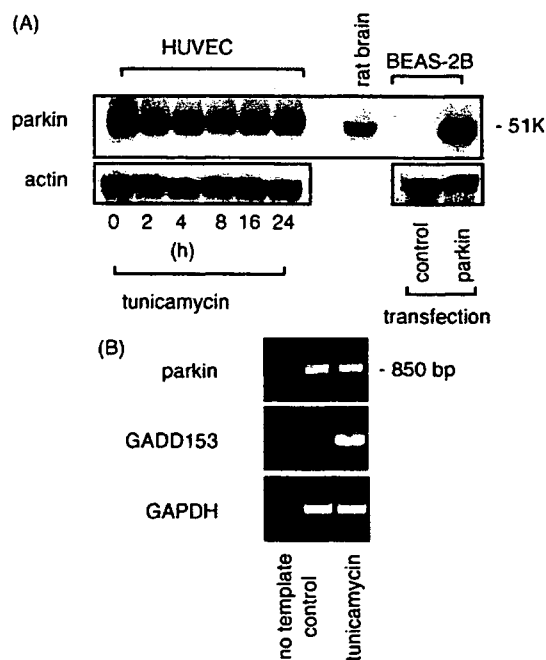 (A)
HUVEC
rat brain
BEAS-2B
parkin
- 51K
actin
0 2 4 8 16 24
(h)
tunicamycin
control
parkin
transfection
(B)
parkin
- 850 bp
GADD153
GAPDH
no template
control
tunicamycin